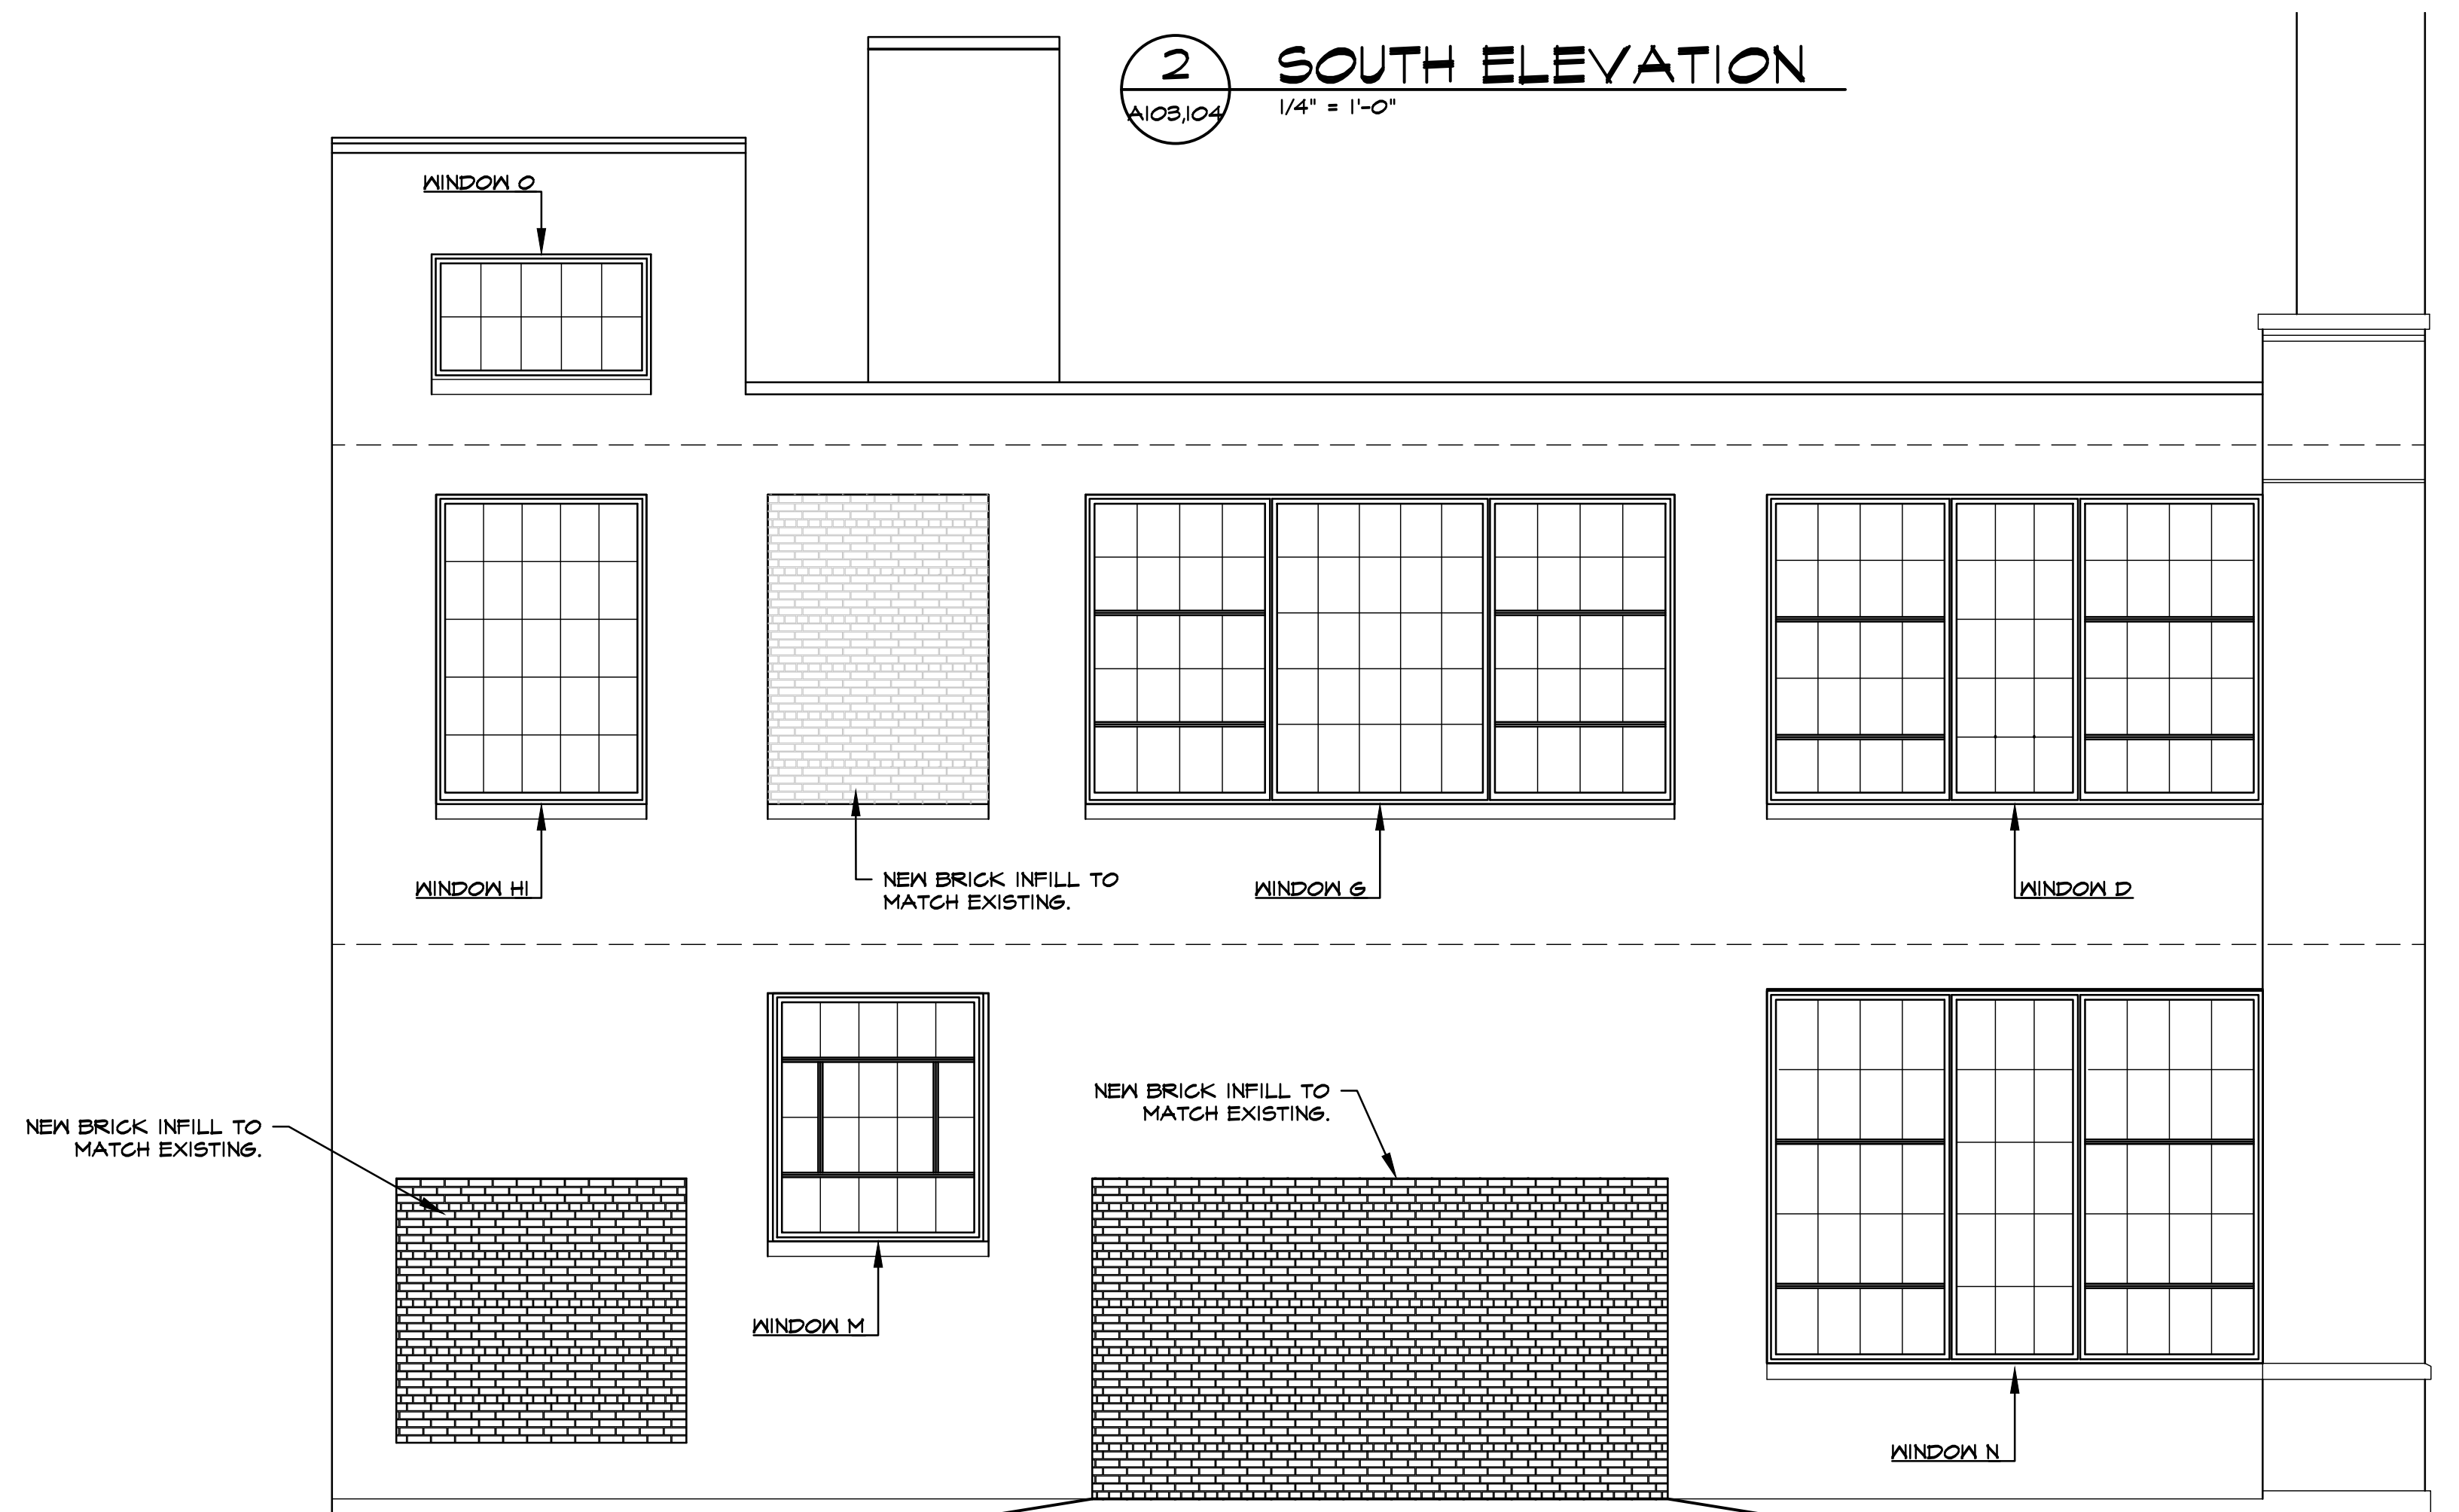 2
SOUTH ELEVATION
A103,104
1/4" = 1'-0"
WINDOW O
WINDOW H1
NEW BRICK INFILL TO
MATCH EXISTING.
WINDOW G
WINDOW D
NEW BRICK INFILL TO
MATCH EXISTING.
NEW BRICK INFILL TO
MATCH EXISTING.
WINDOW M
WINDOW N